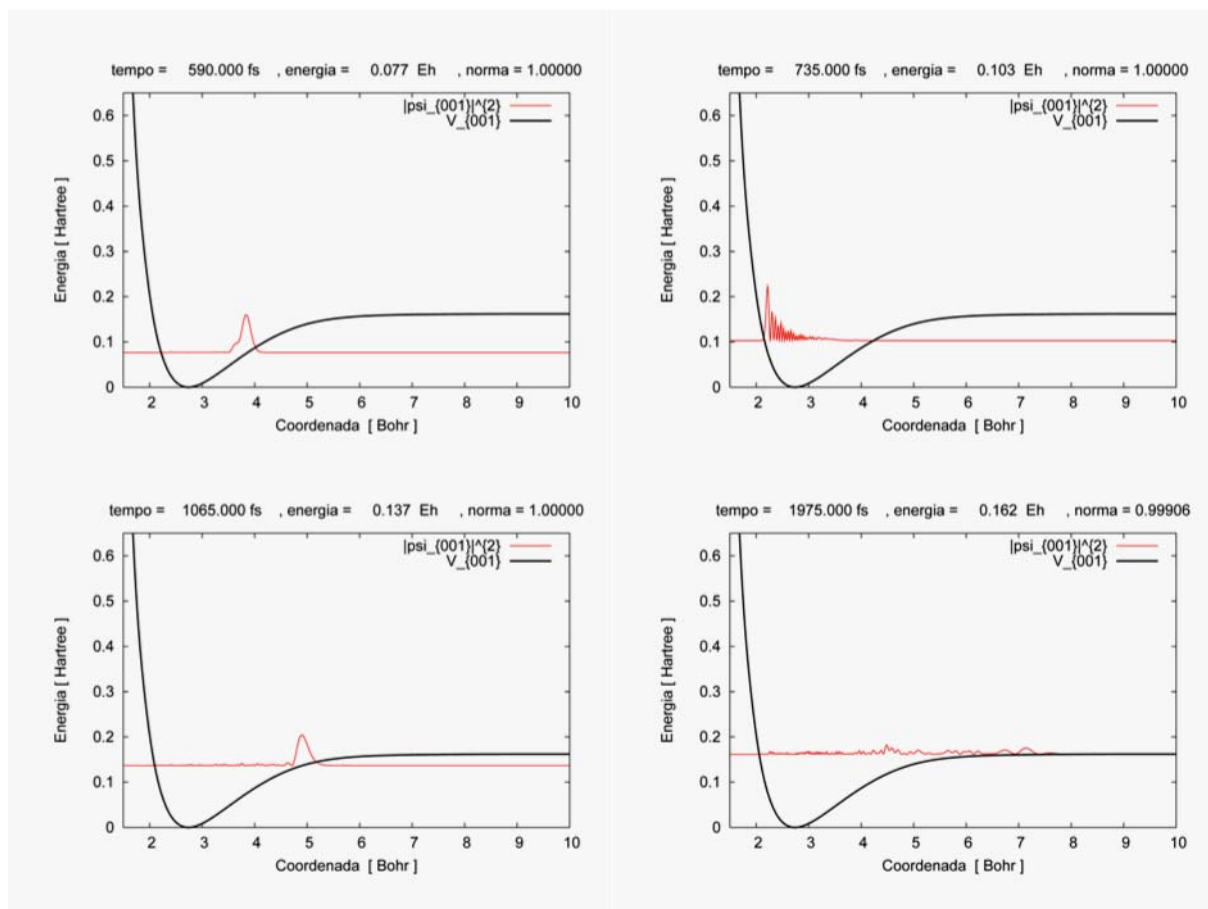 tempo = 590.000 fs , energia = 0.077 Eh , norma = 1.00000
|psi_{001}|^{2}
V_{001}
0.6
0.5
0.4
0.3
0.2
0.1
0
Energia [ Hartree ]
2 3 4 5 6 7 8 9 10
Coordenada [ Bohr ]
tempo = 735.000 fs , energia = 0.103 Eh , norma = 1.00000
|psi_{001}|^{2}
V_{001}
0.6
0.5
0.4
0.3
0.2
0.1
0
Energia [ Hartree ]
2 3 4 5 6 7 8 9 10
Coordenada [ Bohr ]
tempo = 1065.000 fs , energia = 0.137 Eh , norma = 1.00000
|psi_{001}|^{2}
V_{001}
0.6
0.5
0.4
0.3
0.2
0.1
0
Energia [ Hartree ]
2 3 4 5 6 7 8 9 10
Coordenada [ Bohr ]
tempo = 1975.000 fs , energia = 0.162 Eh , norma = 0.99906
|psi_{001}|^{2}
V_{001}
0.6
0.5
0.4
0.3
0.2
0.1
0
Energia [ Hartree ]
2 3 4 5 6 7 8 9 10
Coordenada [ Bohr ]